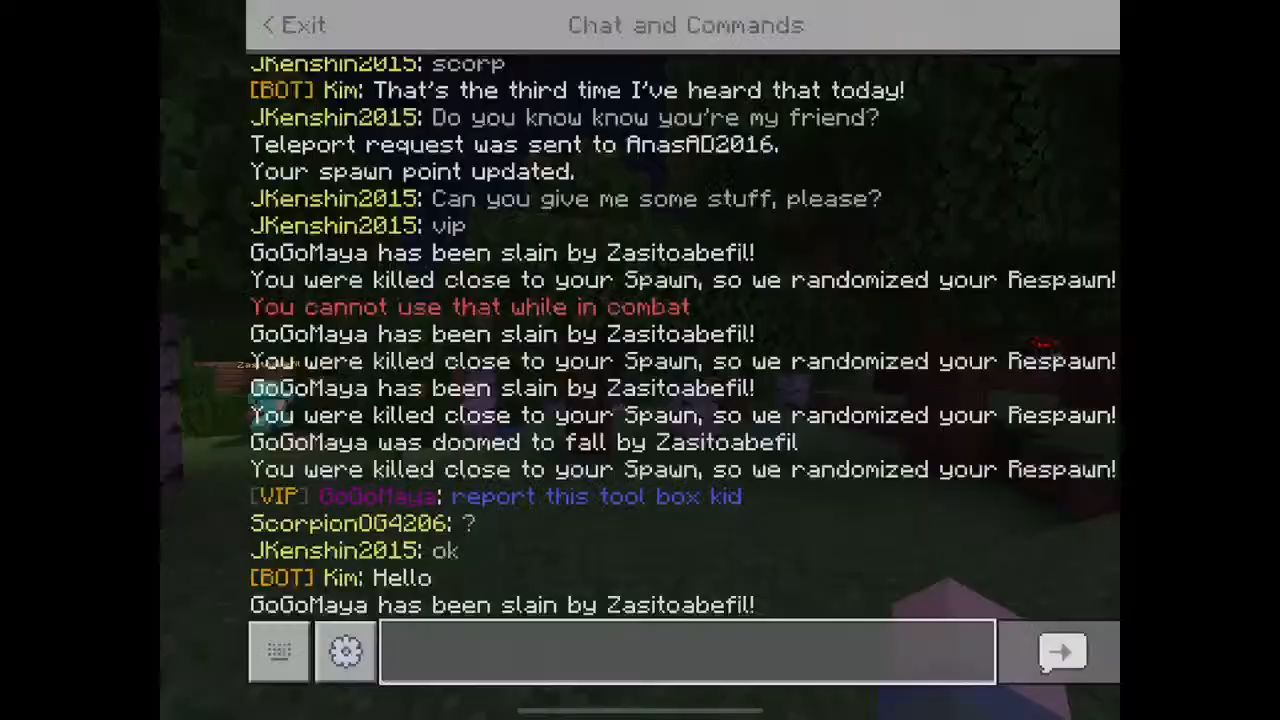 < Exit
Chat and Commands
JKenshin2015: scorp
[BOT] Kim: That's the third time I've heard that today!
JKenshin2015: Do you know know you're my friend?
Teleport request was sent to AnasAD2016.
Your spawn point updated.
JKenshin2015: Can you give me some stuff, please?
JKenshin2015: vip
GoGoMaya has been slain by Zasitoabefil!
You were killed close to your Spawn, so we randomized your Respawn!
You cannot use that while in combat
GoGoMaya has been slain by Zasitoabefil!
You were killed close to your Spawn, so we randomized your Respawn!
GoGoMaya has been slain by Zasitoabefil!
You were killed close to your Spawn, so we randomized your Respawn!
GoGoMaya was doomed to fall by Zasitoabefil
You were killed close to your Spawn, so we randomized your Respawn!
[VIP] GoGoMaya: report this tool box kid
ScorpionOG4206: ?
JKenshin2015: ok
[BOT] Kim: Hello
GoGoMaya has been slain by Zasitoabefil!